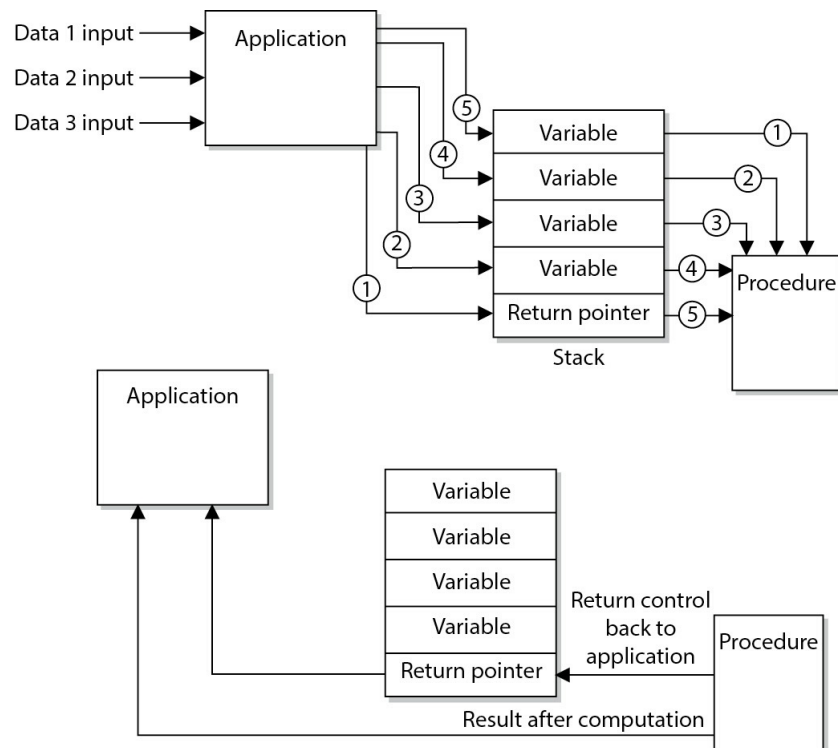 Data 1 input
Data 2 input
Data 3 input
Application
5
4
3
2
1
Variable
Variable
Variable
Variable
Return pointer
Stack
1
2
3
4
5
Procedure
Application
Variable
Variable
Variable
Variable
Return pointer
Return control
back to
application
Procedure
Result after computation